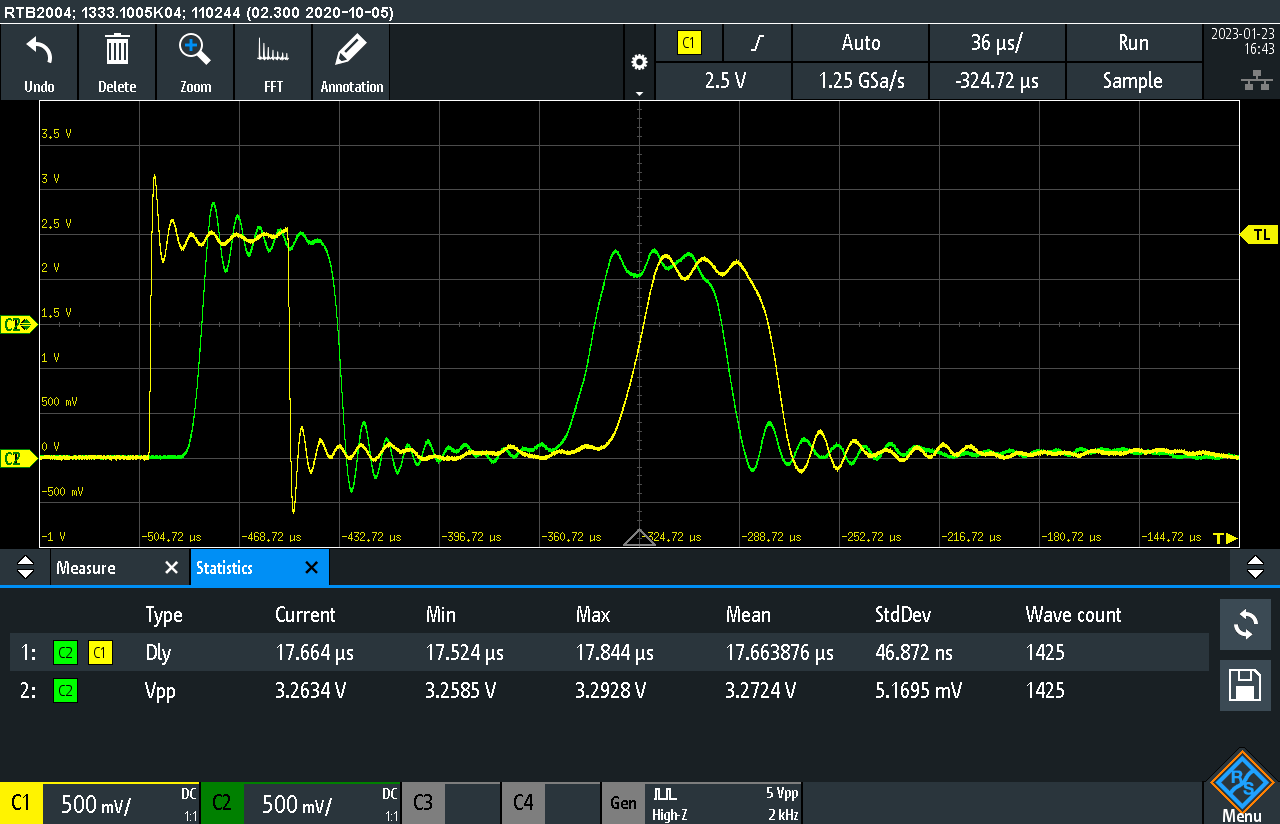 RTB2004; 1333.1005K04; 110244 (02.300 2020-10-05)
Undo Delete Zoom FFT Annotation
C1 Auto 36 µs/ Run
2.5 V 1.25 GSa/s -324.72 µs Sample
2023-01-23
16:43
3.5 V
3 V
2.5 V
TL
2 V
1.5 V
1 V
500 mV
0 V
-500 mV
-1 V -504.72 µs -468.72 µs -432.72 µs -396.72 µs -360.72 µs -324.72 µs -288.72 µs -252.72 µs -216.72 µs -180.72 µs -144.72 µs T
Measure Statistics
Type Current Min Max Mean StdDev Wave count
1: C2 C1 Dly 17.664 µs 17.524 µs 17.844 µs 17.663876 µs 46.872 ns 1425
2: C2 Vpp 3.2634 V 3.2585 V 3.2928 V 3.2724 V 5.1695 mV 1425
C1 500 mV/ DC 1:1 C2 500 mV/ DC 1:1 C3 C4 Gen High-Z 5 Vpp 2 kHz
R S
Menu